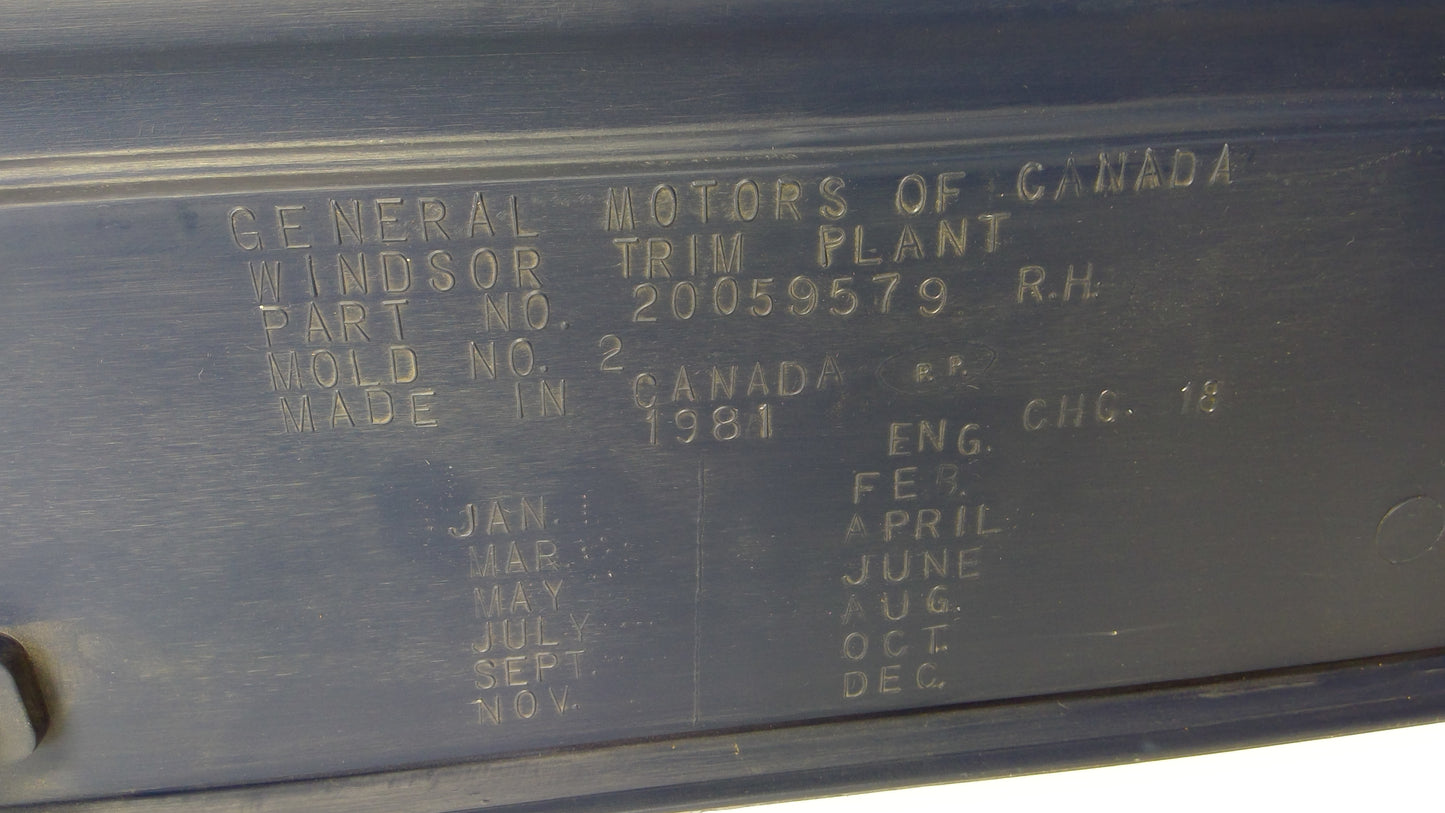 GENERAL MOTORS OF CANADA
WINDSOR TRIM PLANT
PART NO. 20059579 R.H.
MOLD NO. 2
MADE IN CANADA P.P.
1981 ENG. CHG. 18
JAN. FEB.
MAR. APRIL
MAY JUNE
JULY AUG.
SEPT. OCT.
NOV. DEC.